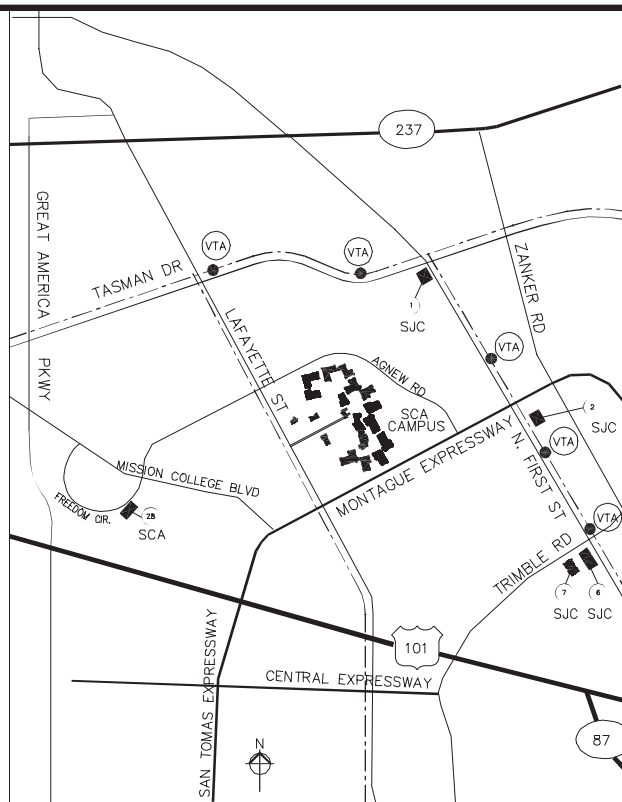 237
GREAT AMERICA PKWY
VTA
VTA
TASMAN DR
ZANKER RD
1
SJC
LAFAYETTE ST
VTA
AGNEW RD
SCA
CAMPUS
2
SJC
MONTAGUE EXPRESSWAY
N. FIRST ST
VTA
MISSION COLLEGE BLVD
FREEDOM CIR.
28
SCA
VTA
TRIMBLE RD
7
6
SJC
SJC
101
SAN TOMAS EXPRESSWAY
CENTRAL EXPRESSWAY
N
87